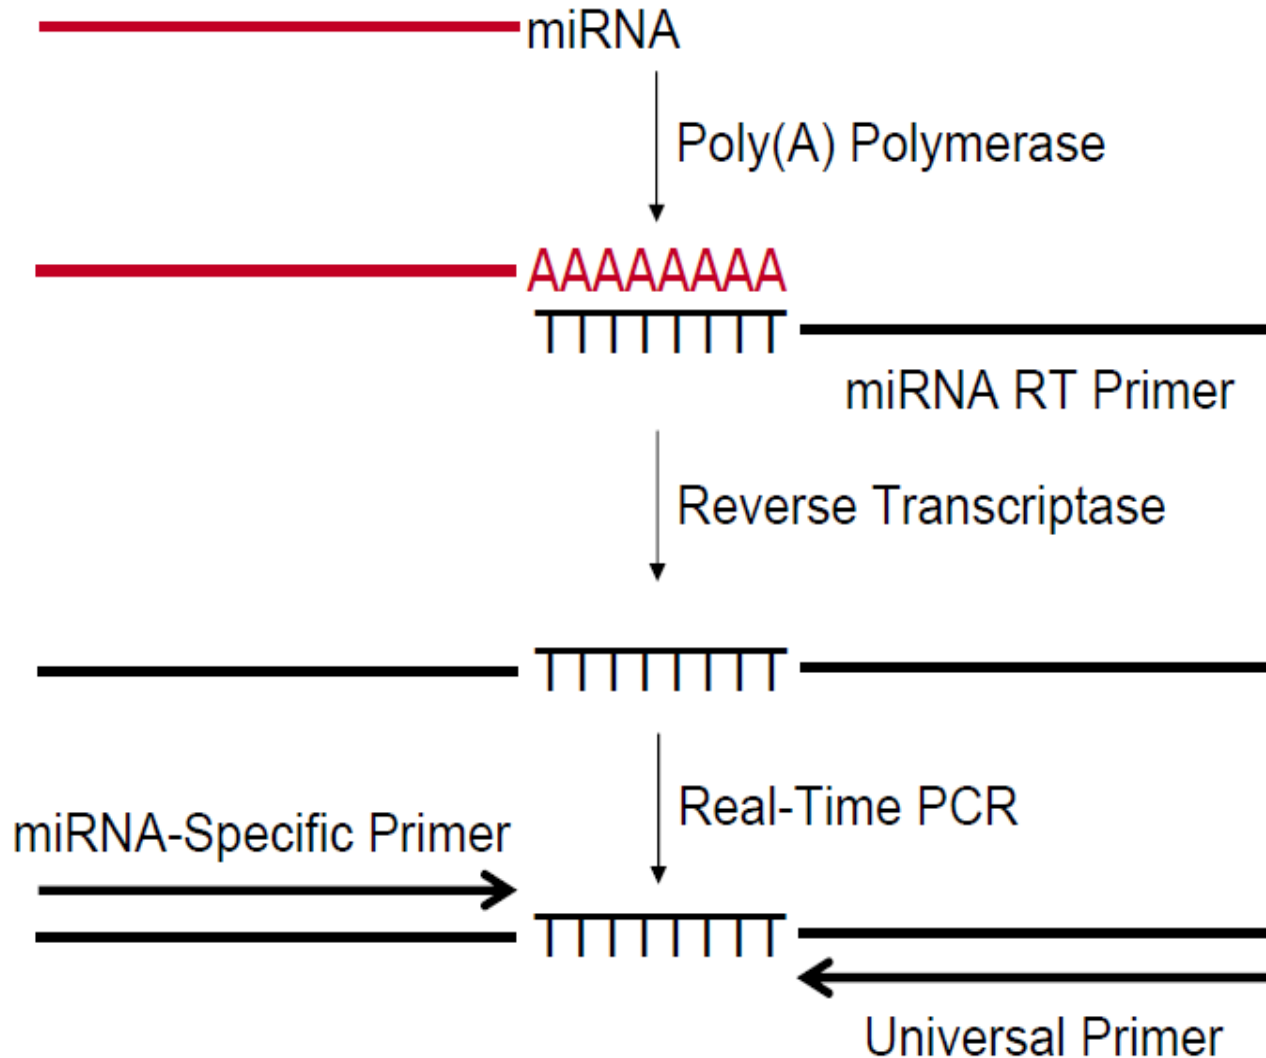 miRNA
Poly(A) Polymerase
AAAAAAAA
TTTTTTTT
miRNA RT Primer
Reverse Transcriptase
TTTTTTTT
Real-Time PCR
miRNA-Specific Primer
TTTTTTTT
Universal Primer